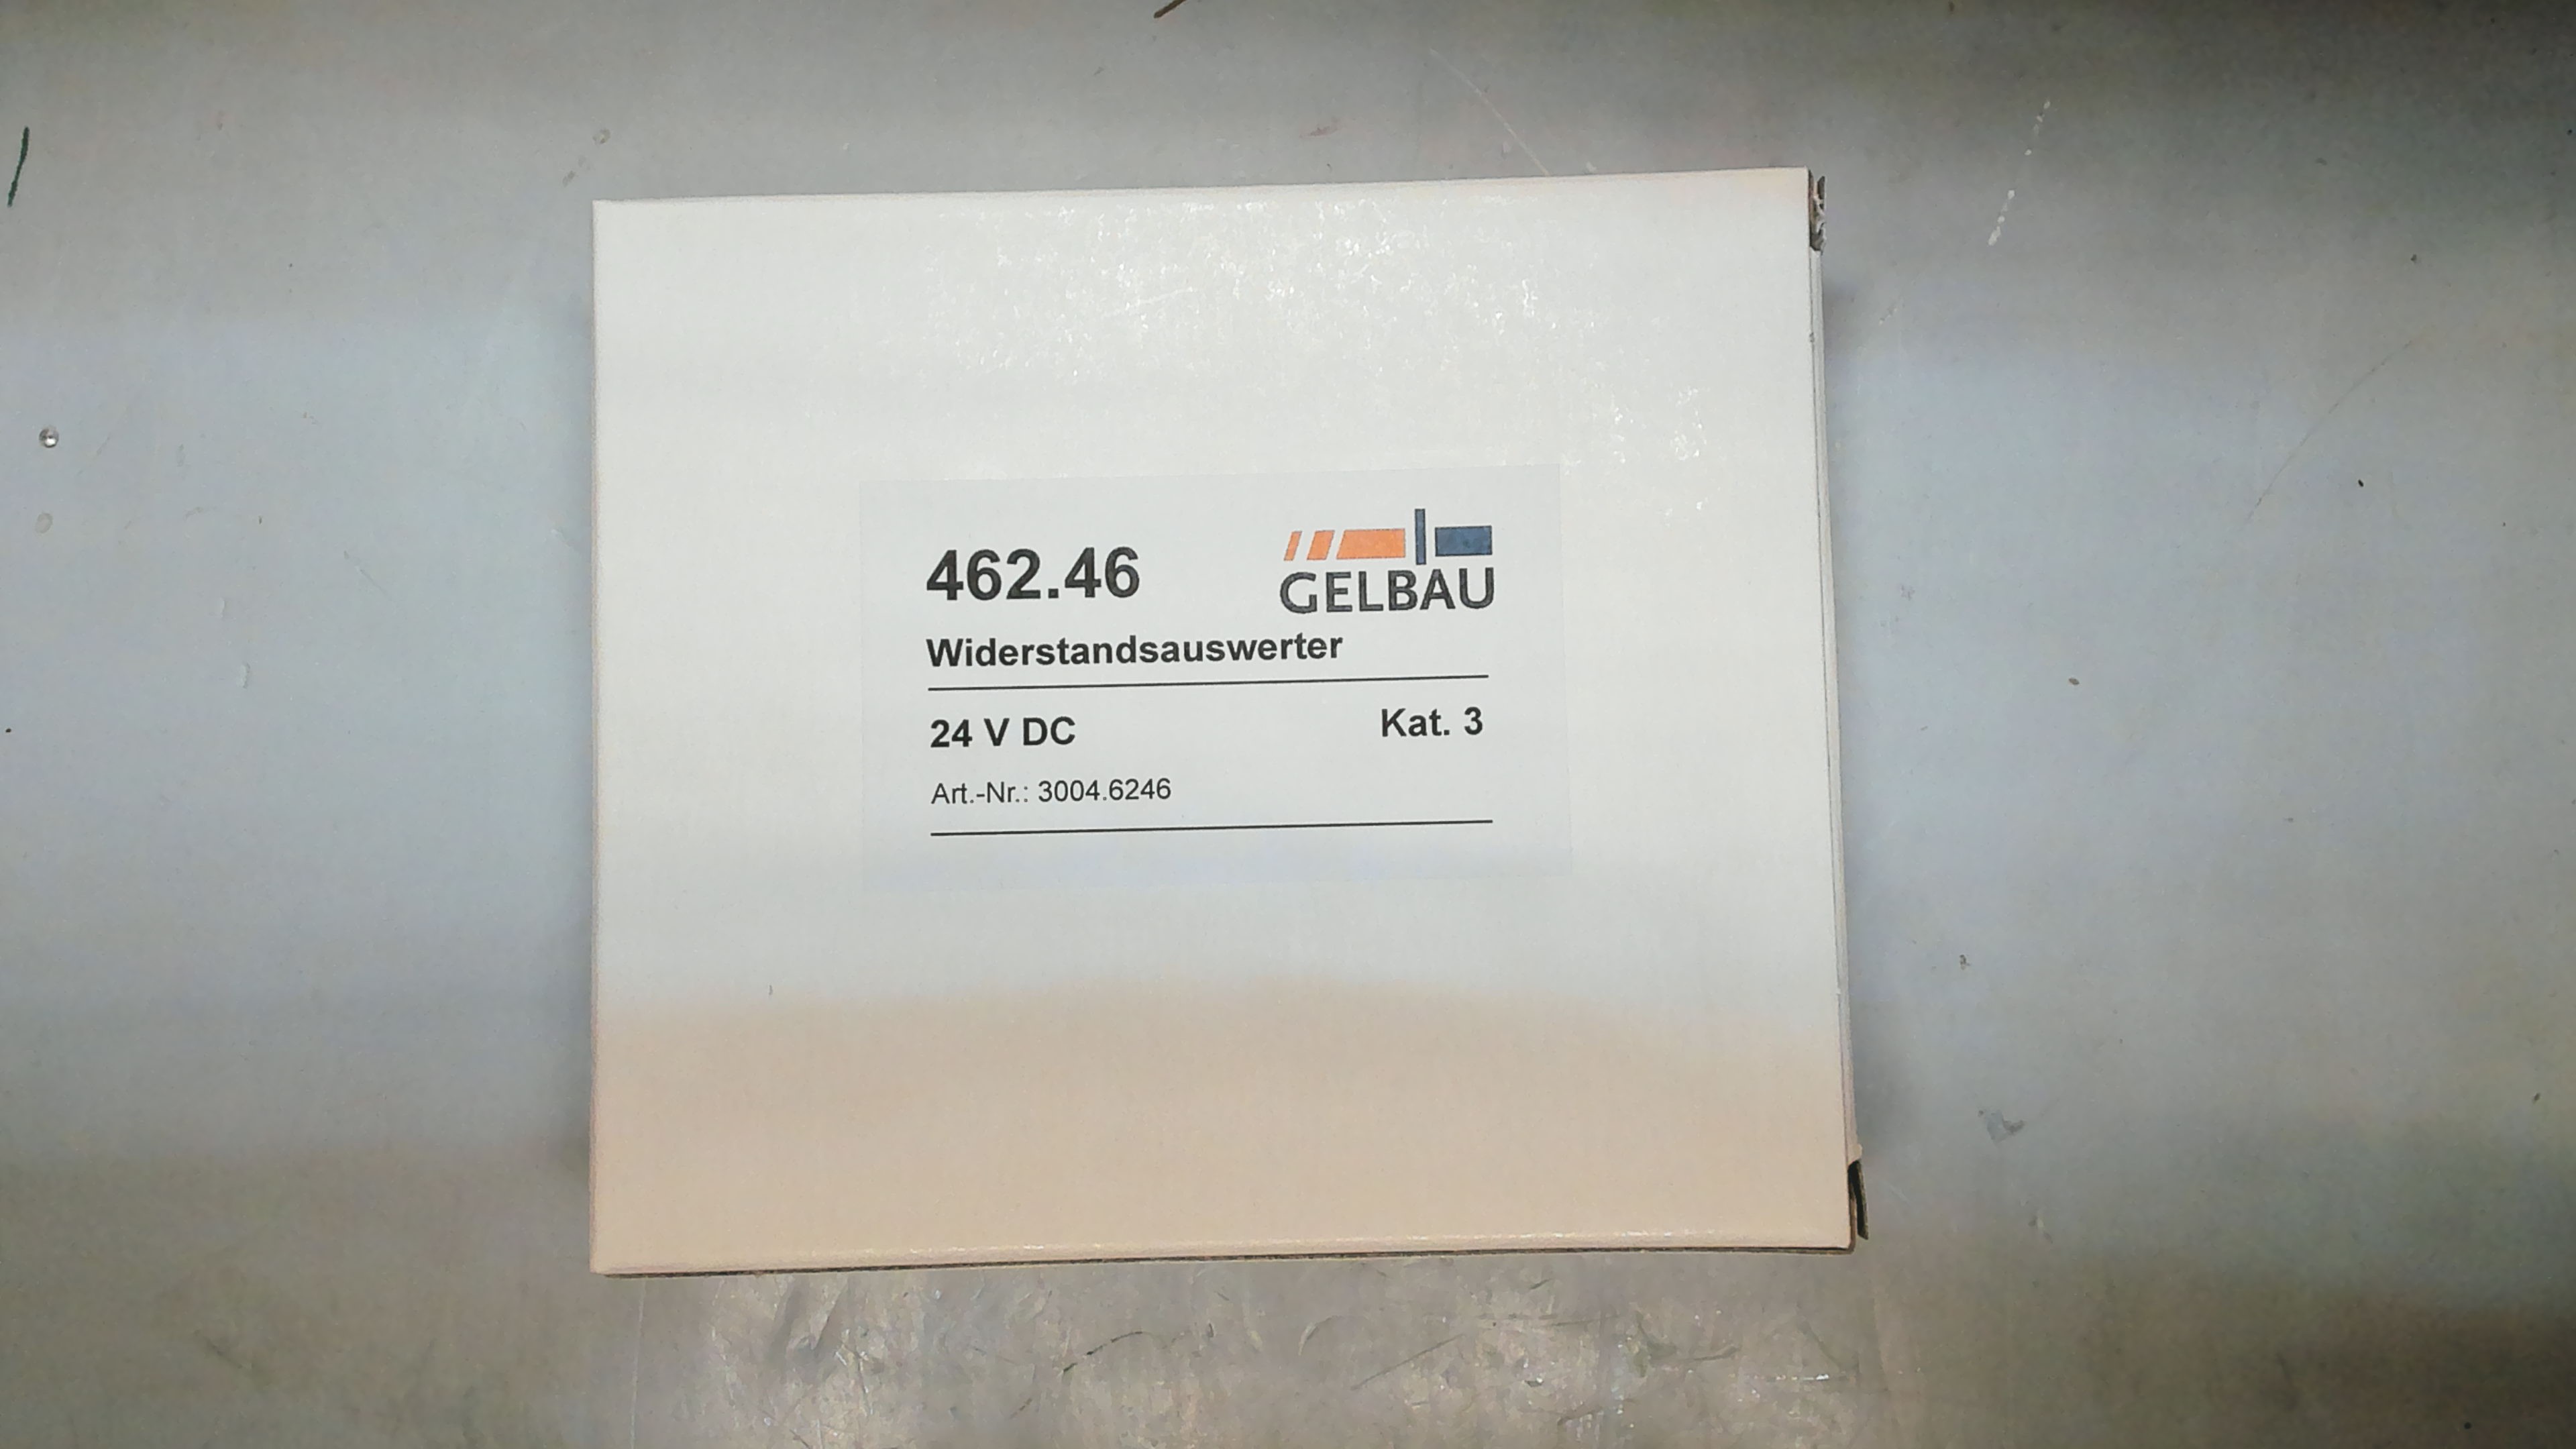 462.46
GELBAU
Widerstandsauswerter
24 V DC Kat. 3
Art.-Nr.: 3004.6246